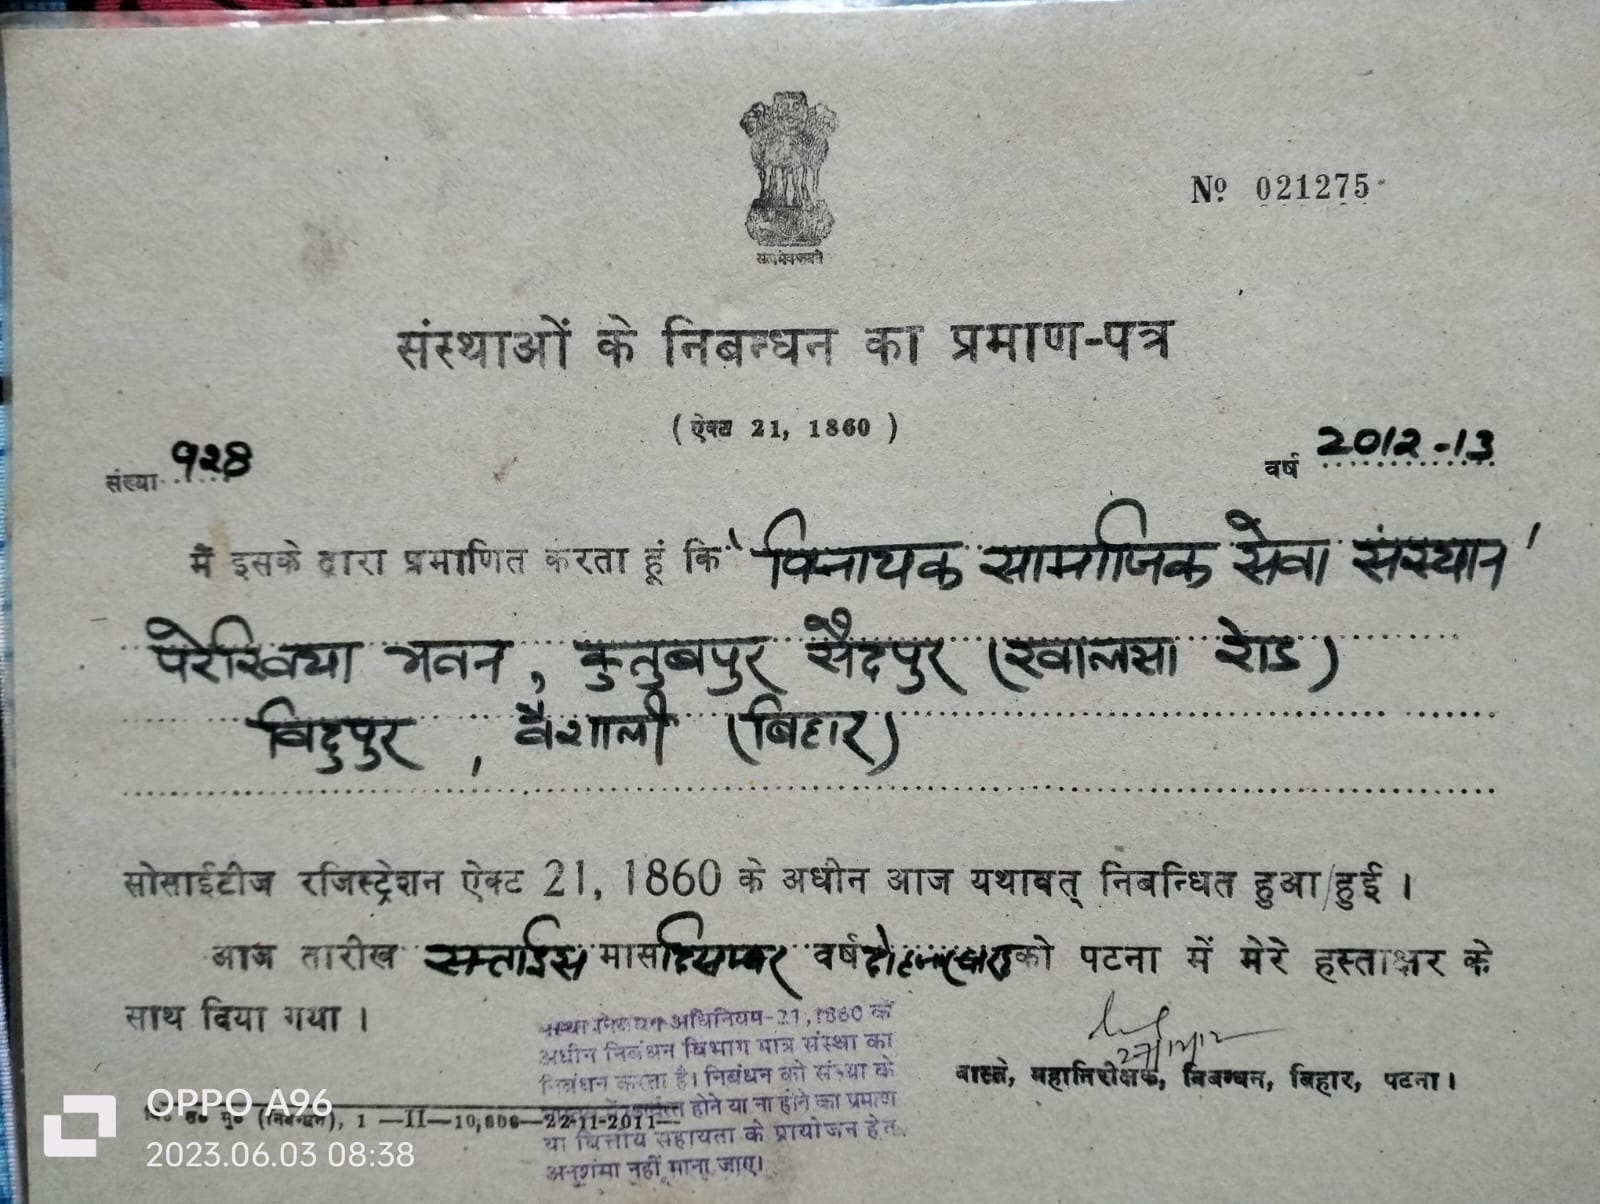 सत्यमेव जयते
Nº 021275
संस्थाओं के निबन्धन का प्रमाण-पत्र
( ऐक्ट 21, 1860 )
संख्या 928
वर्ष 2012-13
मैं इसके द्वारा प्रमाणित करता हूं कि 'विनायक सामाजिक सेवा संस्थान'
भवन, कुतुबपुर सैदपुर (खालसा रोड)
विदुपुर, वैशाली (बिहार)
सोसाईटीज रजिस्ट्रेशन ऐक्ट 21, 1860 के अधीन आज यथावत् निबन्धित हुआ/हुई ।
आज तारीख सत्ताईस मास दिसम्बर वर्ष दो हजार बारह को पटना में मेरे हस्ताक्षर के
साथ दिया गया ।
27/12/12
वास्ते, महानिरीक्षक, निबन्धन, बिहार, पटना ।
संस्था निबंधन अधिनियम-21,1860 के
अधीन निबंधन विभाग मात्र संस्था का
निबंधन करता है। निबंधन को संस्था के
होने या ना होने का प्रमाण
या वित्तीय सहायता के प्रायोजन हेतु
अनुशंसा नहीं माना जाए।
(निबन्धन), 1 —II—10,000—22-11-2011—
OPPO A96
2023.06.03 08:38